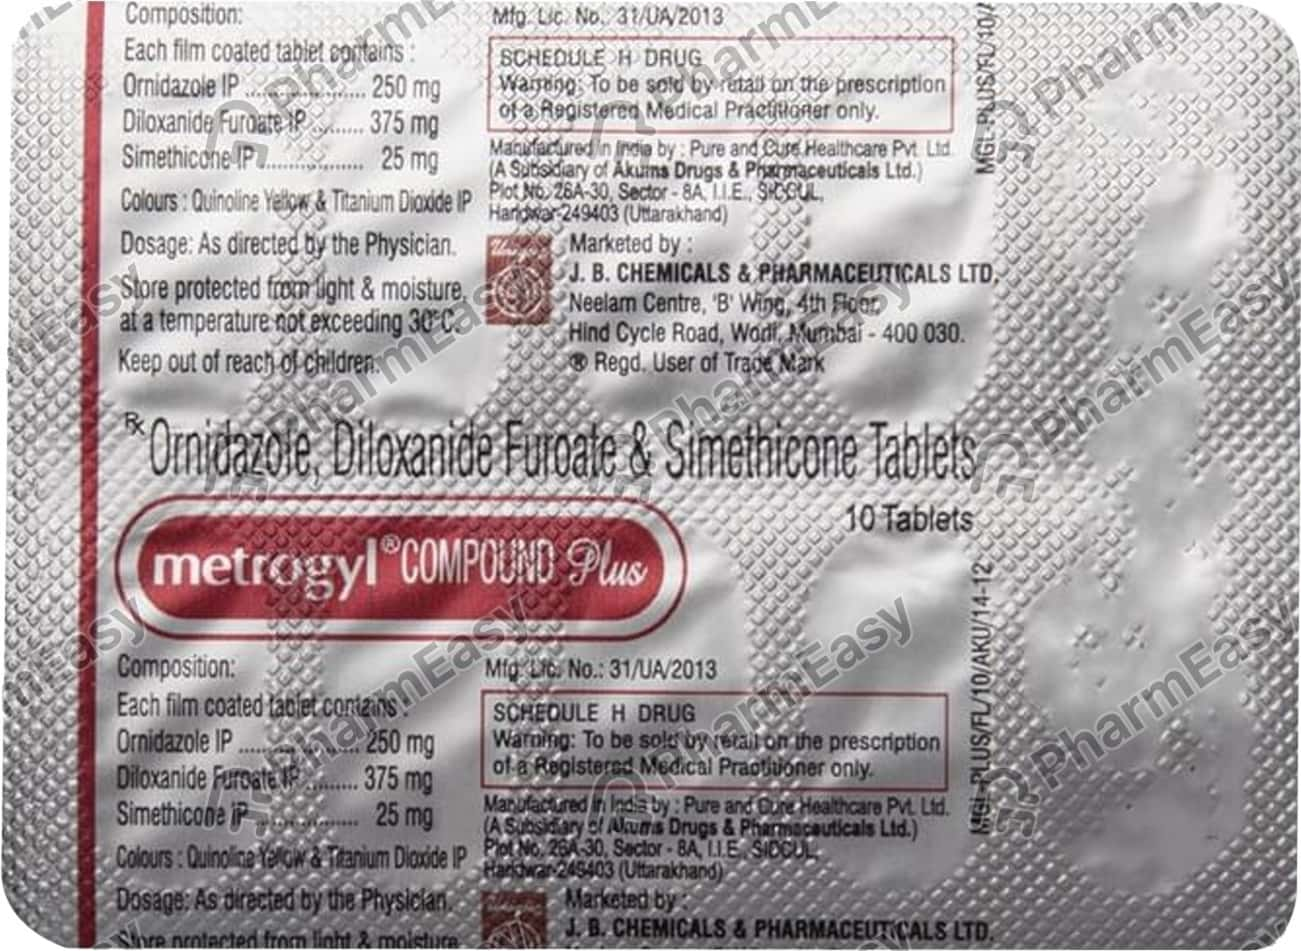 Composition:
Each film coated tablet contains :
Ornidazole IP .................... 250 mg
Diloxanide Furoate IP ......... 375 mg
Simethicone IP.................. 25 mg
Colours : Quinoline Yellow & Titanium Dioxide IP
Dosage: As directed by the Physician.
Store protected from light & moisture,
at a temperature not exceeding 30°C.
Keep out of reach of children.
Mfg. Lic. No.: 31/UA/2013
SCHEDULE H DRUG
Warning: To be sold by retail on the prescription
of a Registered Medical Practitioner only.
Manufactured in India by : Pure and Cure Healthcare Pvt. Ltd.
(A Subsidiary of Akums Drugs & Pharmaceuticals Ltd.)
Plot No. 26A-30, Sector - 8A, I.I.E., SIDCUL,
Haridwar-249403 (Uttarakhand)
Marketed by :
J. B. CHEMICALS & PHARMACEUTICALS LTD.
Neelam Centre, 'B' Wing, 4th Floor,
Hind Cycle Road, Worli, Mumbai - 400 030.
® Regd. User of Trade Mark
MGL-PLUS/FL/10/
Rx Ornidazole, Diloxanide Furoate & Simethicone Tablets
10 Tablets
metrogyl® COMPOUND Plus
Composition:
Each film coated tablet contains :
Ornidazole IP .................... 250 mg
Diloxanide Furoate IP ......... 375 mg
Simethicone IP.................. 25 mg
Colours : Quinoline Yellow & Titanium Dioxide IP
Dosage: As directed by the Physician.
Store protected from light & moisture
Mfg. Lic. No.: 31/UA/2013
SCHEDULE H DRUG
Warning: To be sold by retail on the prescription
of a Registered Medical Practitioner only.
Manufactured in India by : Pure and Cure Healthcare Pvt. Ltd.
(A Subsidiary of Akums Drugs & Pharmaceuticals Ltd.)
Plot No. 26A-30, Sector - 8A, I.I.E., SIDCUL,
Haridwar-249403 (Uttarakhand)
Marketed by :
J. B. CHEMICALS & PHARMACEUTICALS LTD.
MGL-PLUS/FL/10/AKU/14-12
PharmEasy
PharmEasy
PharmEasy
PharmEasy
PharmEasy
PharmEasy
PharmEasy
PharmEasy
PharmEasy